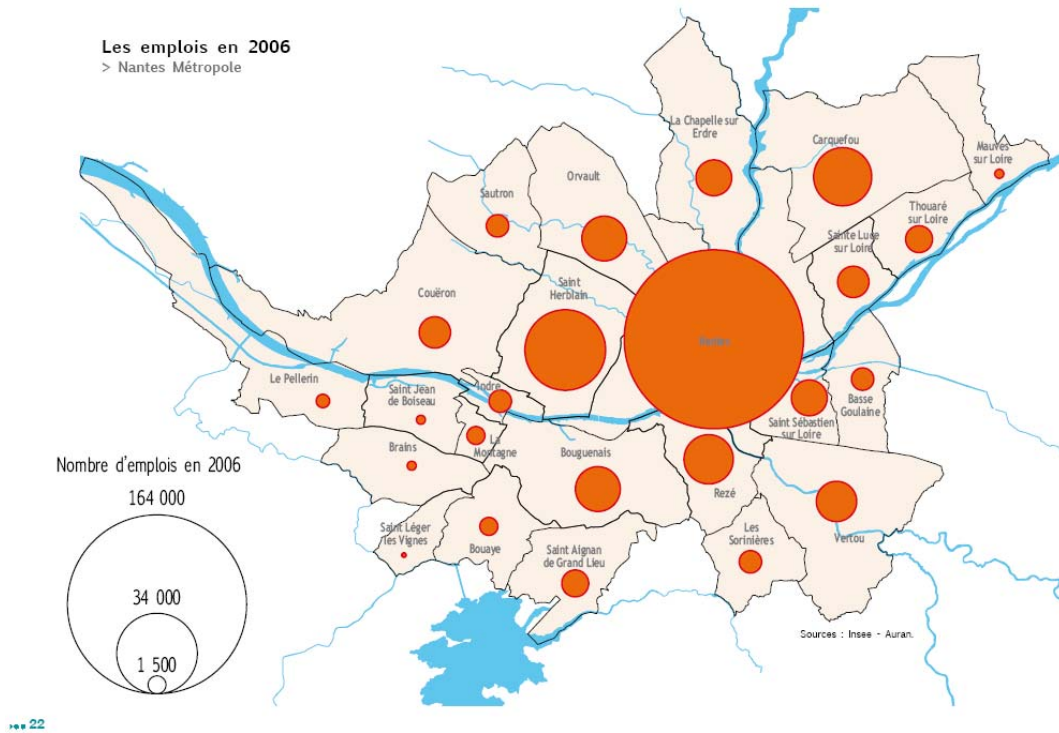 Les emplois en 2006
> Nantes Métropole
La Chapelle sur
Erdre
Carquefou
Mauves
sur Loire
Sautron
Orvault
Thouaré
sur Loire
Sainte Luce
sur Loire
Saint
Herblain
Couëron
Nantes
Le Pellerin
Saint Jean
de Boiseau
Indre
Basse
Goulaine
Saint Sébastien
sur Loire
La
Montagne
Brains
Bouguenais
Rezé
Vertou
Saint Léger
les Vignes
Bouaye
Saint Aignan
de Grand Lieu
Les
Sorinières
Nombre d'emplois en 2006
164 000
34 000
1 500
Sources : Insee - Auran.
22